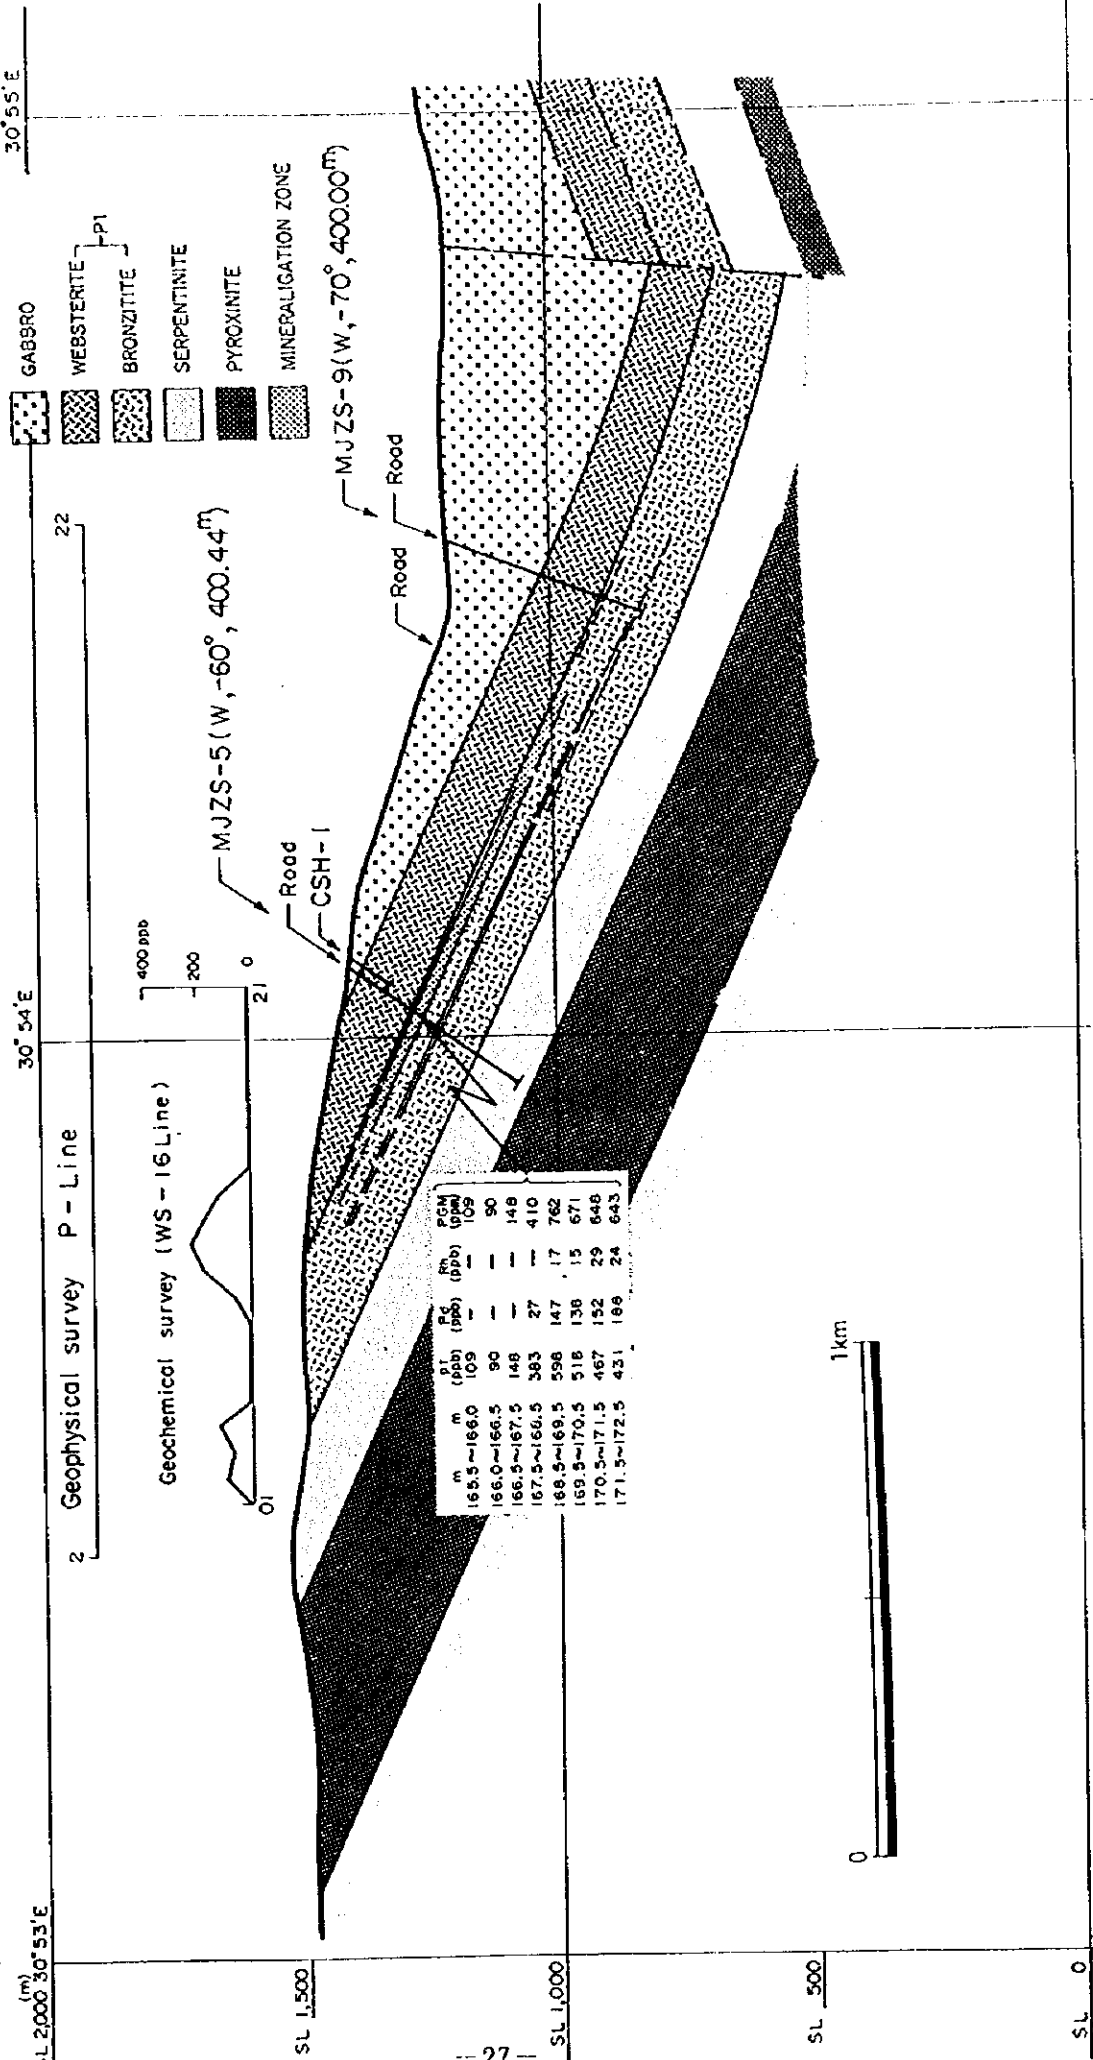 30°55'E
GABBRO
WEBSTERITE
P1
BRONZITITE
SERPENTINITE
PYROXINITE
MINERALIGATION ZONE
MJZS-9(W,-70°,400.00m)
Road
Road
MJZS-5(W,-60°,400.44m)
Road
CSH-1
30°54'E
2 Geophysical survey P-Line 22
Geochemical survey (WS-16Line)
400 ppb
200
0
01
21
m m Pt (ppb) Pd (ppb) Rh (ppb) PGM (ppm)
165.5~166.0 109 — — 109
166.0~166.5 90 — — 90
166.5~167.5 148 — — 148
167.5~168.5 383 27 — 410
168.5~169.5 598 147 17 762
169.5~170.5 518 138 15 671
170.5~171.5 467 152 29 648
171.5~172.5 431 188 24 643
0 1km
(m)
SL 2,000 30°53'E
SL 1,500
SL 1,000
SL 500
SL 0
—27—